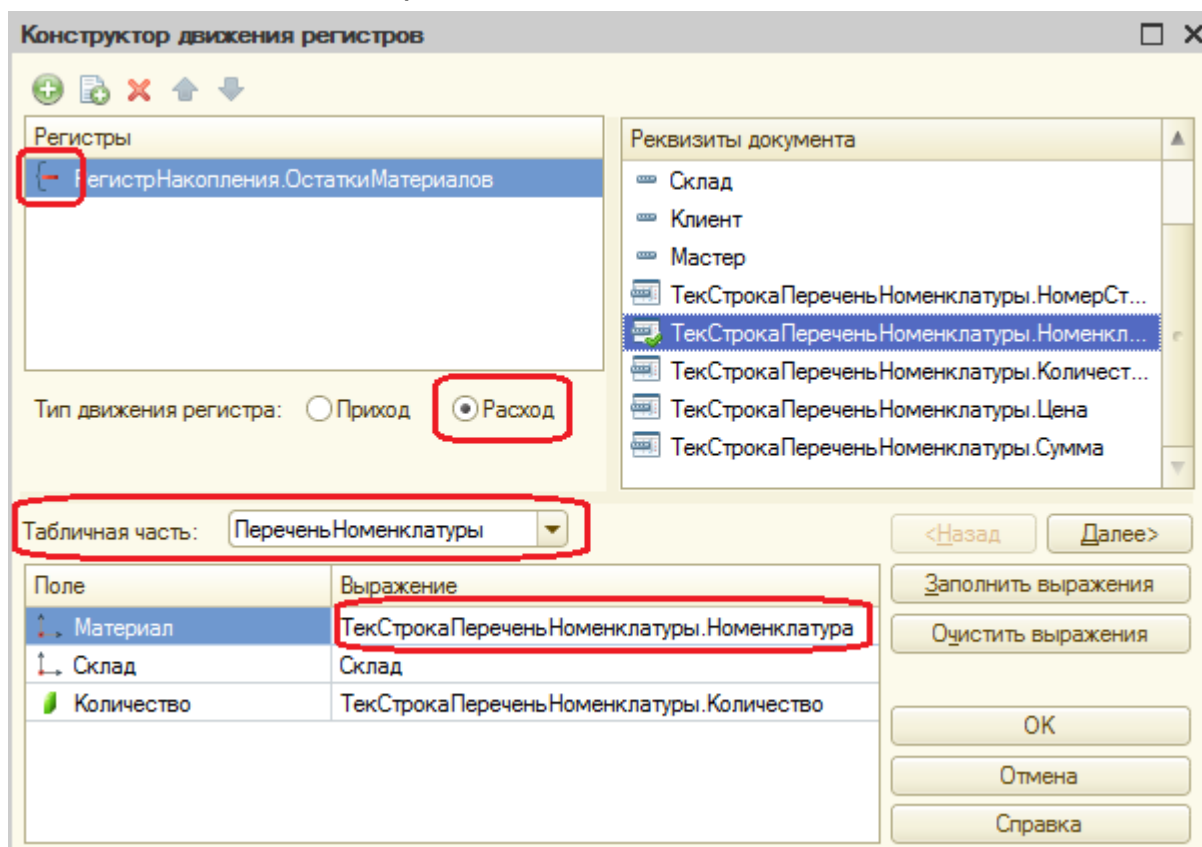 Конструктор движения регистров
Регистры
РегистрНакопления.ОстаткиМатериалов
Тип движения регистра: Приход Расход
Реквизиты документа
Склад
Клиент
Мастер
ТекСтрокаПереченьНоменклатуры.НомерСт...
ТекСтрокаПереченьНоменклатуры.Номенкл...
ТекСтрокаПереченьНоменклатуры.Количест...
ТекСтрокаПереченьНоменклатуры.Цена
ТекСтрокаПереченьНоменклатуры.Сумма
Табличная часть: ПереченьНоменклатуры
<Назад Далее>
Поле Выражение
Материал ТекСтрокаПереченьНоменклатуры.Номенклатура
Склад Склад
Количество ТекСтрокаПереченьНоменклатуры.Количество
Заполнить выражения
Очистить выражения
OK
Отмена
Справка